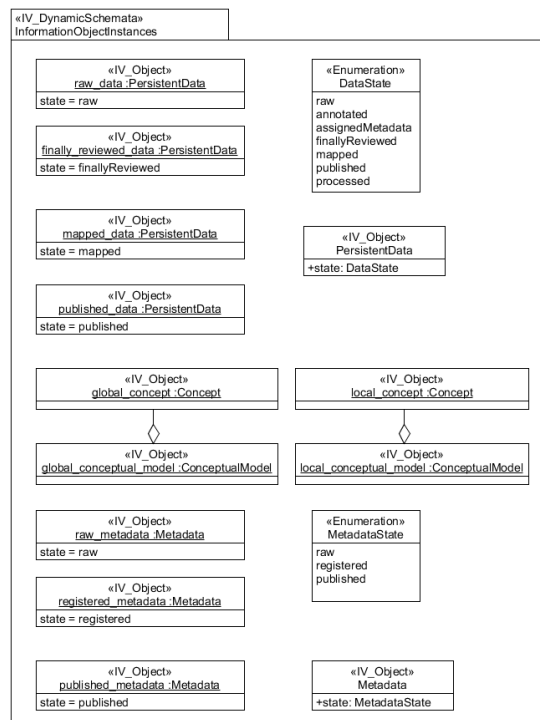 «IV_DynamicSchemata»
InformationObjectInstances
«IV_Object»
raw_data :PersistentData
state = raw
«IV_Object»
finally_reviewed_data :PersistentData
state = finallyReviewed
«IV_Object»
mapped_data :PersistentData
state = mapped
«IV_Object»
published_data :PersistentData
state = published
«Enumeration»
DataState
raw
annotated
assignedMetadata
finallyReviewed
mapped
published
processed
«IV_Object»
PersistentData
+state: DataState
«IV_Object»
global_concept :Concept
«IV_Object»
local_concept :Concept
«IV_Object»
global_conceptual_model :ConceptualModel
«IV_Object»
local_conceptual_model :ConceptualModel
«IV_Object»
raw_metadata :Metadata
state = raw
«IV_Object»
registered_metadata :Metadata
state = registered
«IV_Object»
published_metadata :Metadata
state = published
«Enumeration»
MetadataState
raw
registered
published
«IV_Object»
Metadata
+state: MetadataState